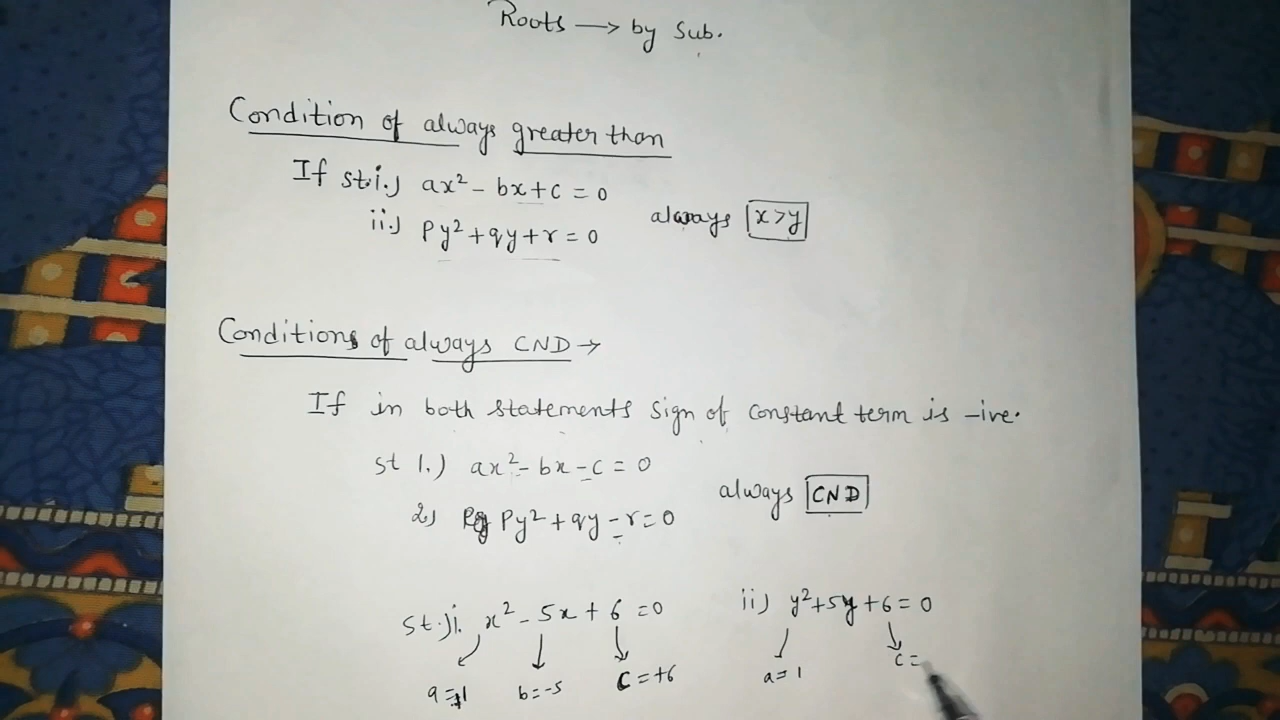 Roots → by Sub.
Condition of always greater than
If st.i.) ax² - bx + c = 0
ii.) py² + qy + r = 0
always x > y
Conditions of always CND →
If in both statements sign of constant term is -ive.
st 1.) ax² - bx - c = 0
2.) Py² + qy - r = 0
always CND
st.)i. x² - 5x + 6 = 0
ii) y² + 5y + 6 = 0
a = +1 b = -5 c = +6
a = 1 c =